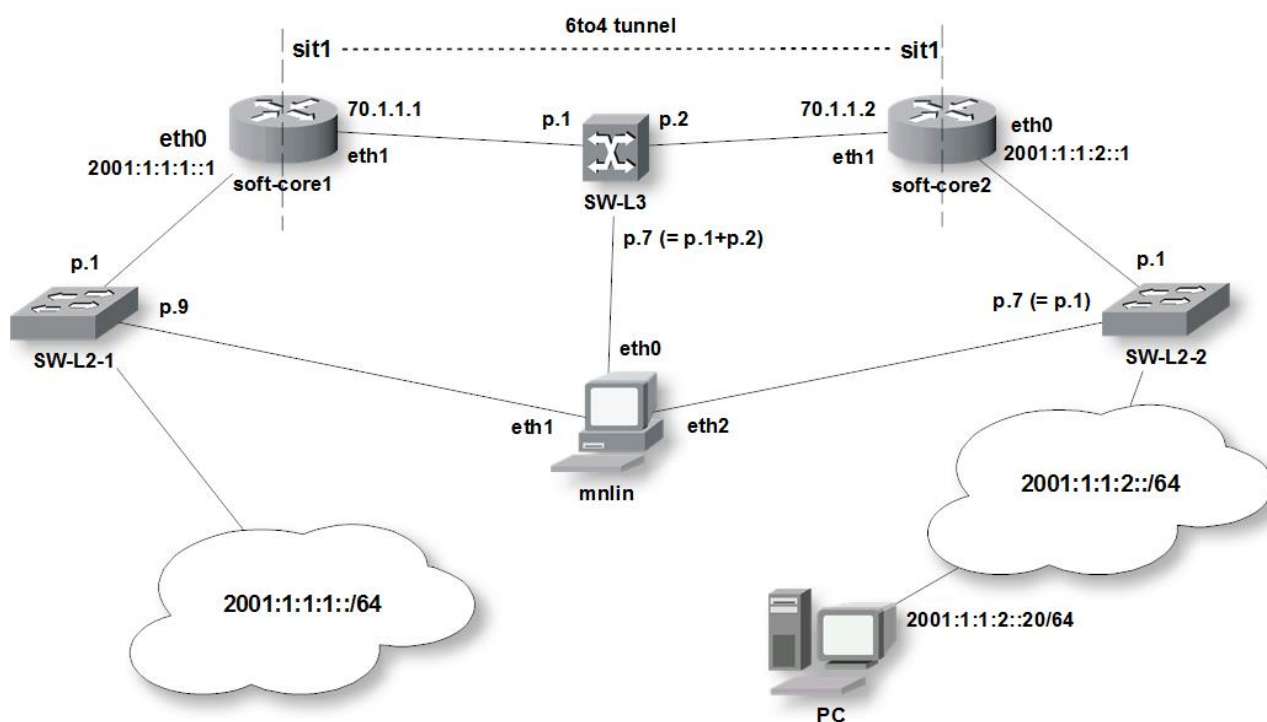 6to4 tunnel
sit1
sit1
70.1.1.1
p.1
p.2
70.1.1.2
eth0
eth0
2001:1:1:1::1
eth1
eth1
2001:1:1:2::1
soft-core1
SW-L3
soft-core2
p.7 (= p.1+p.2)
p.1
p.1
p.9
p.7 (= p.1)
SW-L2-1
eth0
SW-L2-2
eth1
eth2
mnlin
2001:1:1:2::/64
2001:1:1:1::/64
2001:1:1:2::20/64
PC